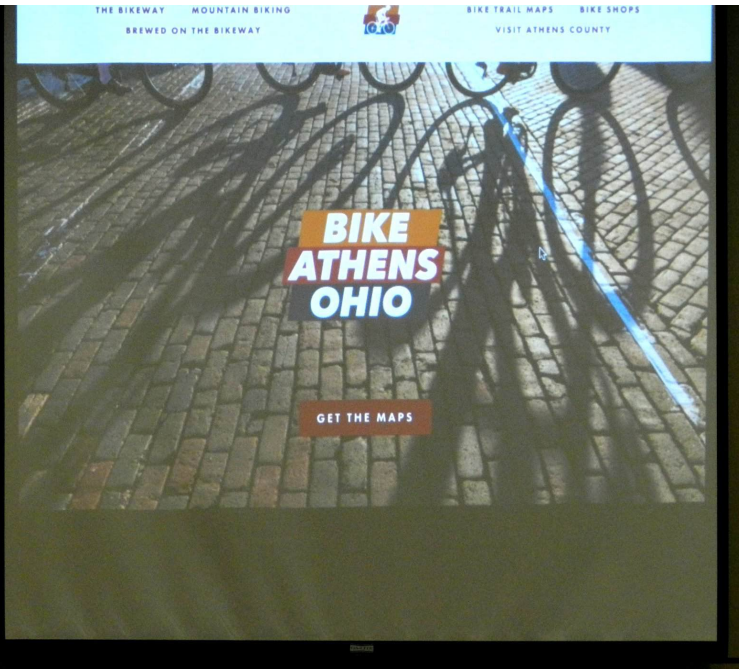 THE BIKEWAY MOUNTAIN BIKING BIKE TRAIL MAPS BIKE SHOPS
BREWED ON THE BIKEWAY VISIT ATHENS COUNTY
BIKE
ATHENS
OHIO
GET THE MAPS